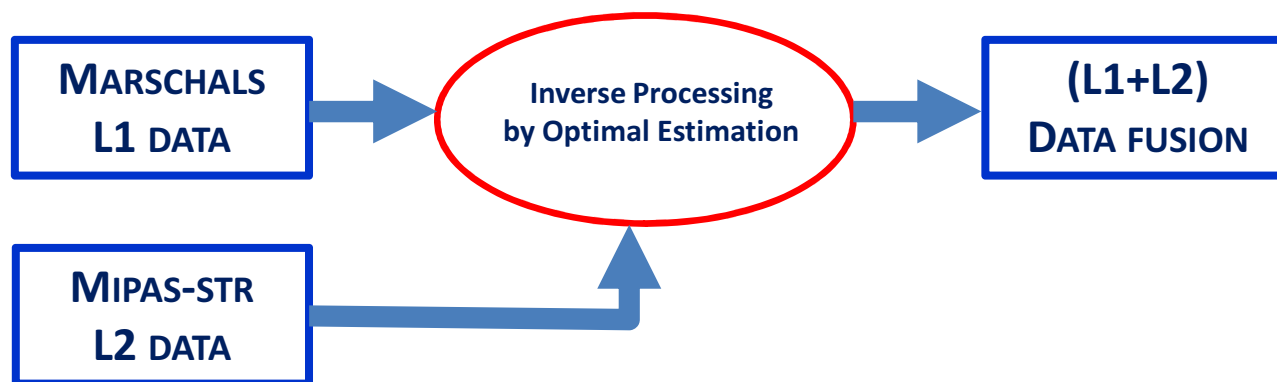 MARSCHALS
L1 DATA
Inverse Processing
by Optimal Estimation
(L1+L2)
DATA FUSION
MIPAS-STR
L2 DATA